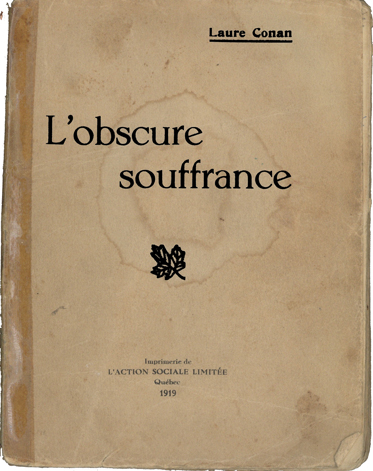 Laure Conan
L'obscure
souffrance
Imprimerie de
L'ACTION SOCIALE LIMITÉE
Québec
1919